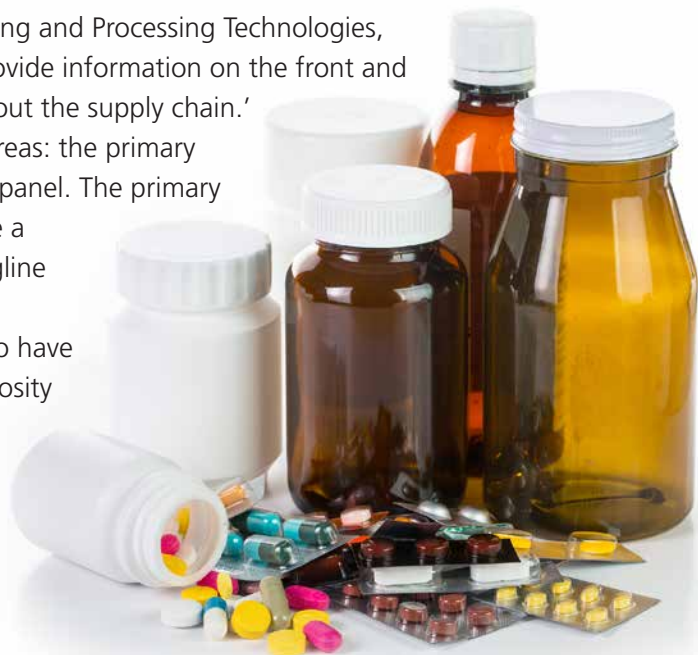 ing and Processing Technologies,
ovide information on the front and
out the supply chain.’
reas: the primary
panel. The primary
e a
gline
o have
osity